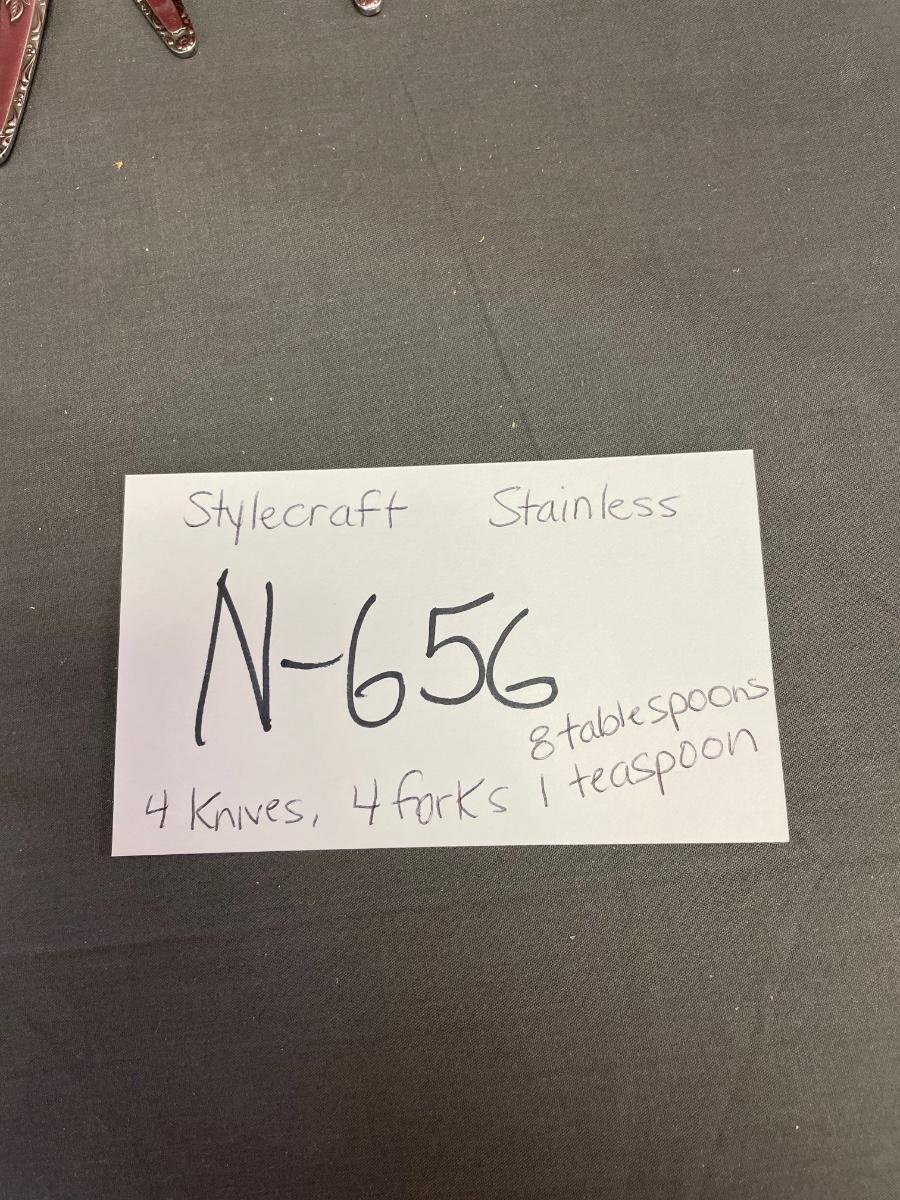 Stylecraft Stainless
N-656
8 tablespoons
4 Knives, 4 forks 1 teaspoon